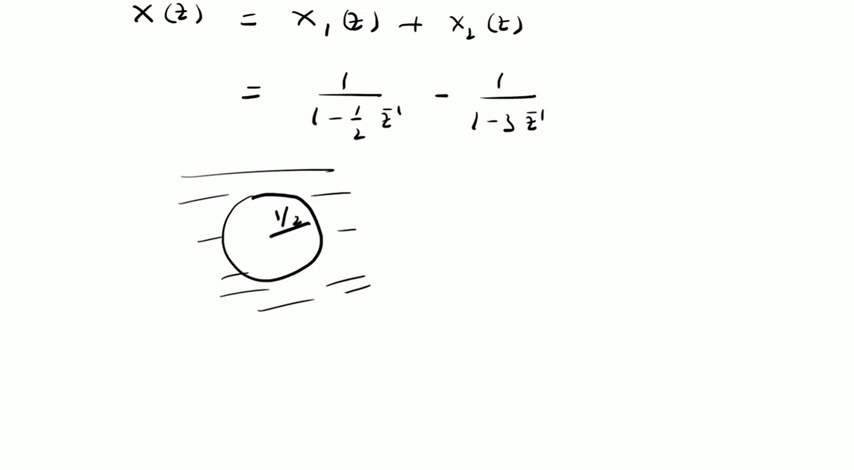 X(z) = X₁(z) + X₂(z)
= 1/(1 - 1/2 z⁻¹) - 1/(1 - 3 z⁻¹)
1/2